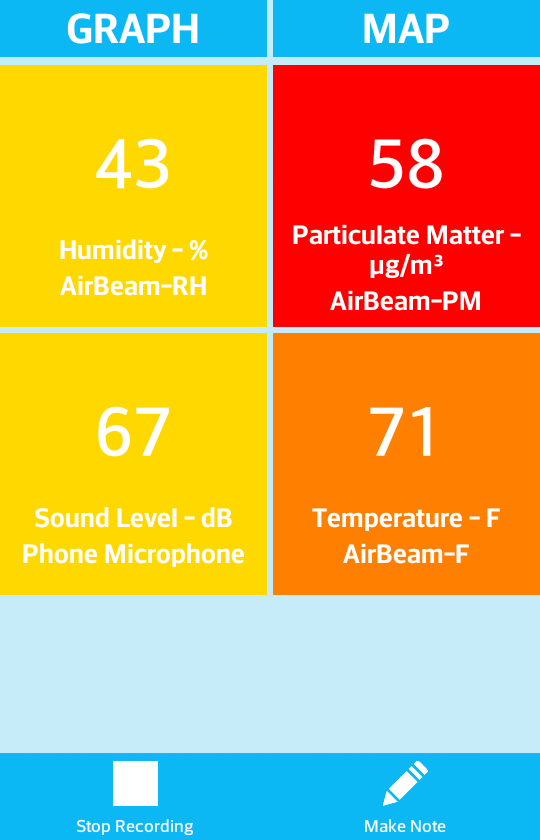 GRAPH
MAP
43
Humidity - %
AirBeam-RH
58
Particulate Matter -
µg/m³
AirBeam-PM
67
Sound Level - dB
Phone Microphone
71
Temperature - F
AirBeam-F
Stop Recording
Make Note